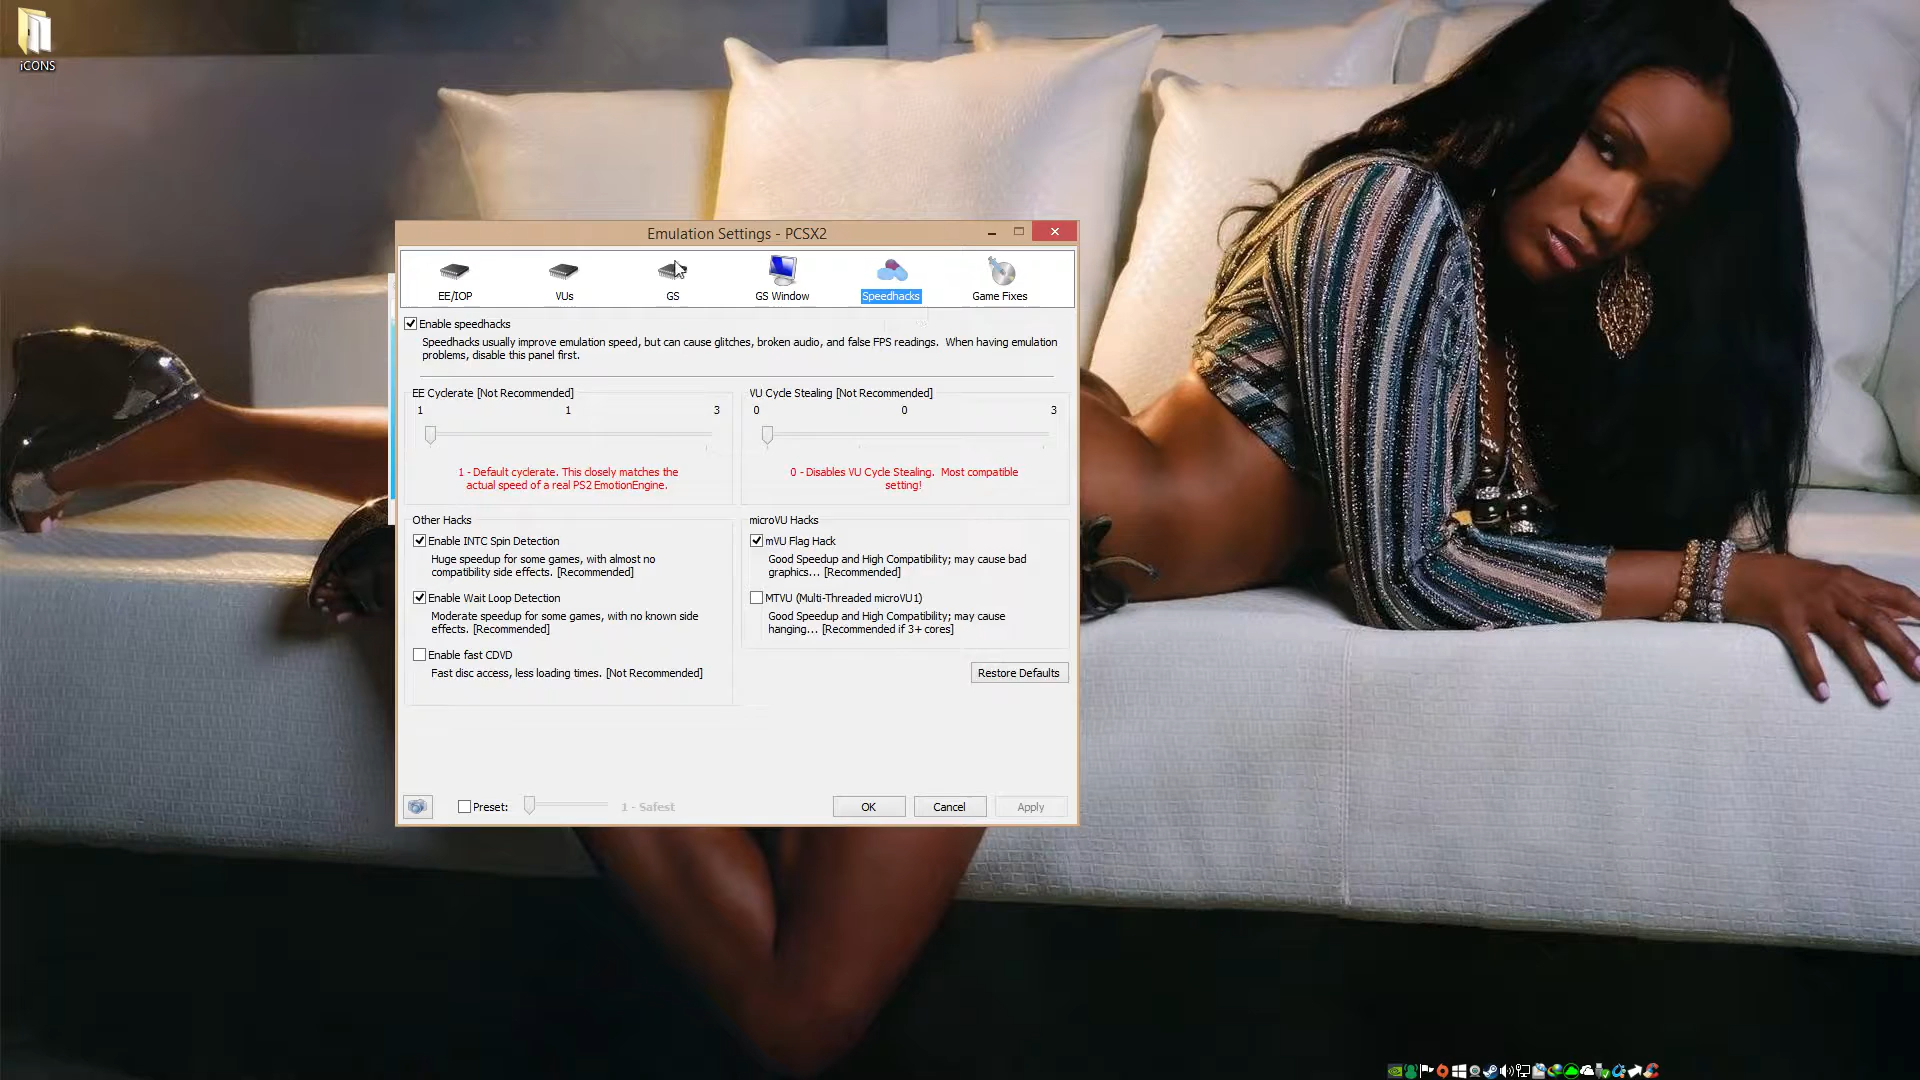 iCONS
Emulation Settings - PCSX2
EE/IOP
VUs
GS
GS Window
Speedhacks
Game Fixes
Enable speedhacks
Speedhacks usually improve emulation speed, but can cause glitches, broken audio, and false FPS readings.  When having emulation
problems, disable this panel first.
EE Cyclerate [Not Recommended]
1
1
3
1 - Default cyclerate. This closely matches the
actual speed of a real PS2 EmotionEngine.
VU Cycle Stealing [Not Recommended]
0
0
3
0 - Disables VU Cycle Stealing.  Most compatible
setting!
Other Hacks
Enable INTC Spin Detection
Huge speedup for some games, with almost no
compatibility side effects. [Recommended]
Enable Wait Loop Detection
Moderate speedup for some games, with no known side
effects. [Recommended]
Enable fast CDVD
Fast disc access, less loading times. [Not Recommended]
microVU Hacks
mVU Flag Hack
Good Speedup and High Compatibility; may cause bad
graphics... [Recommended]
MTVU (Multi-Threaded microVU1)
Good Speedup and High Compatibility; may cause
hanging... [Recommended if 3+ cores]
Restore Defaults
Preset:
1 - Safest
OK
Cancel
Apply